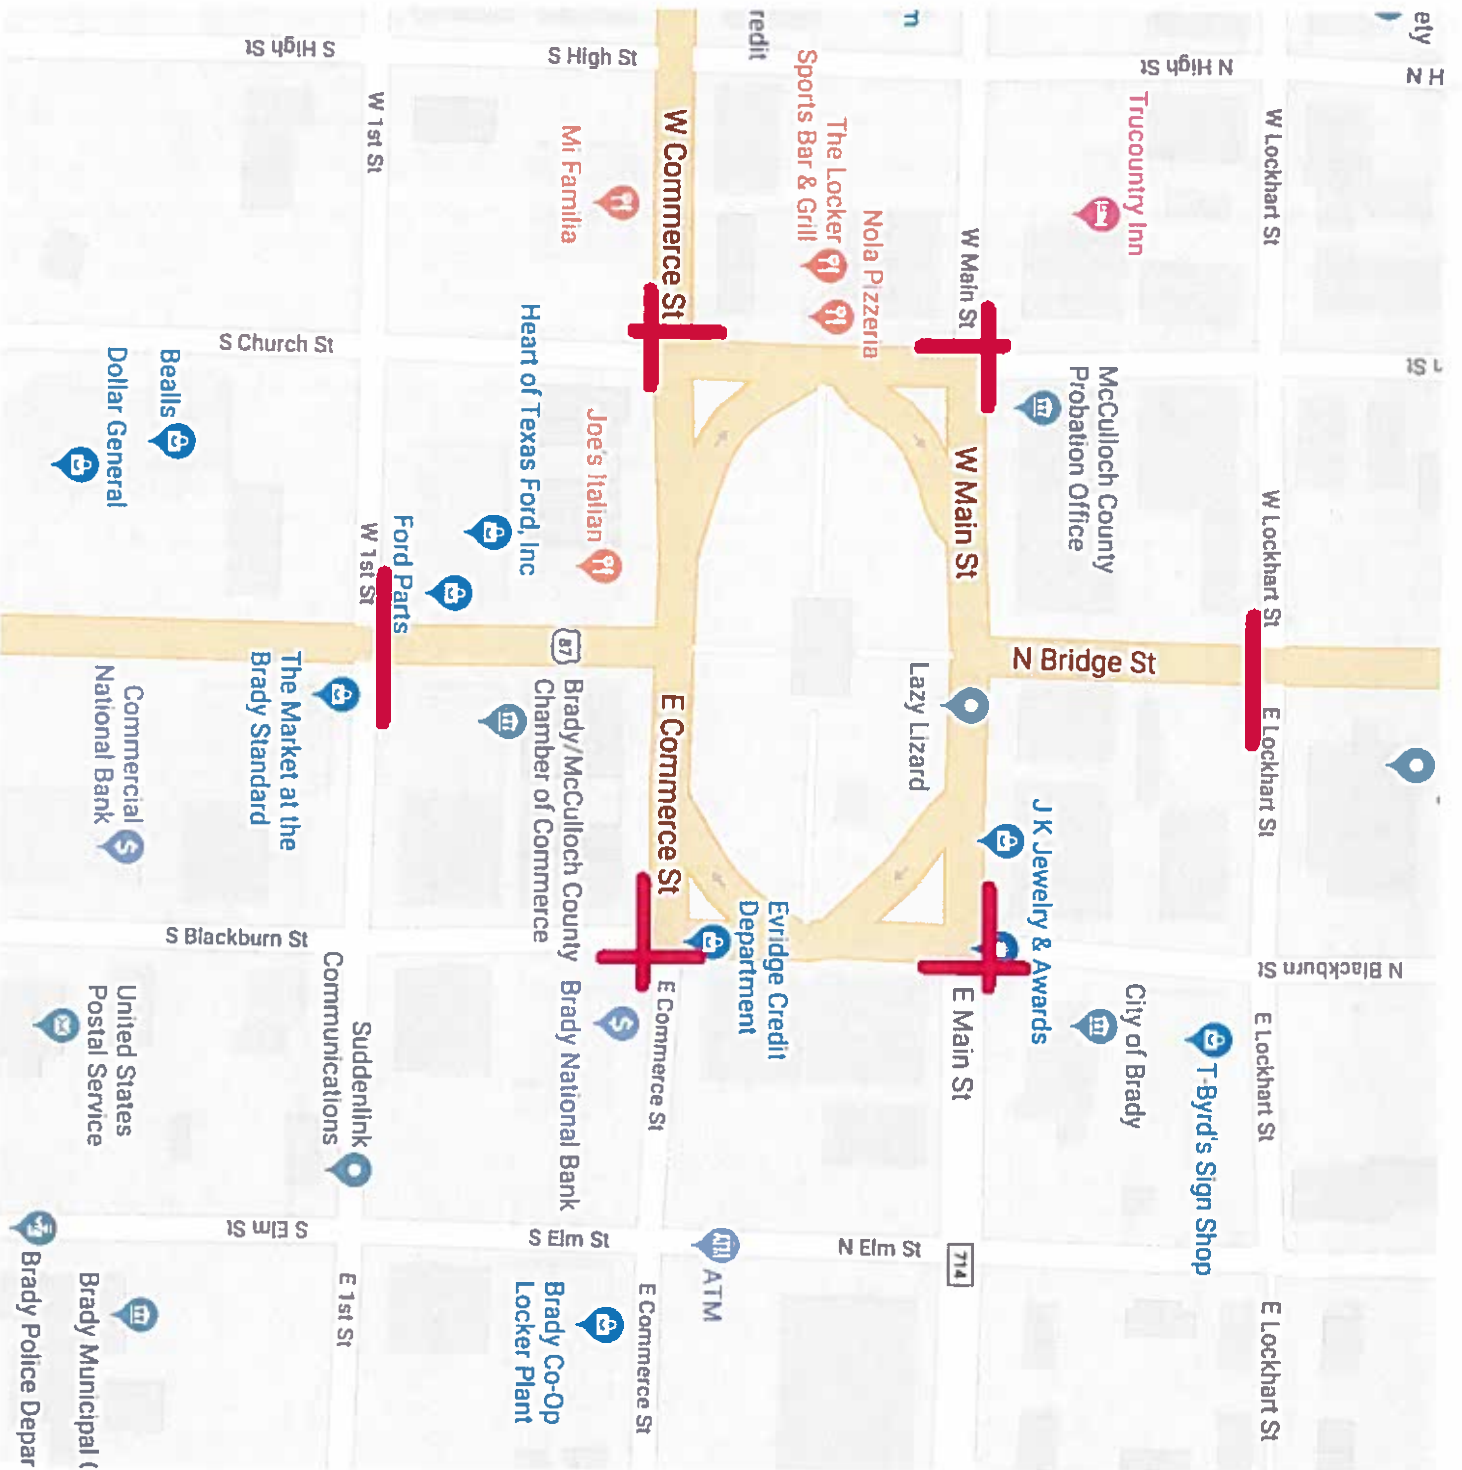 S High St
S High St
redit
N High St
N H
ety
W 1st St
Mi Familia
W Commerce St
The Locker
Sports Bar & Grill
Nola Pizzeria
W Main St
Trucountry Inn
W Lockhart St
S Church St
Bealls
Dollar General
Heart of Texas Ford, Inc
Joe's Italian
W Main St
McCulloch County
Probation Office
W Lockhart St
W 1st St
Ford Parts
87
N Bridge St
Commercial
National Bank
The Market at the
Brady Standard
Brady/McCulloch County
Chamber of Commerce
E Commerce St
Lazy Lizard
J K Jewelry & Awards
E Lockhart St
S Blackburn St
Evridge Credit
Department
N Blackburn St
United States
Postal Service
Suddenlink
Communications
Brady National Bank
E Commerce St
E Main St
City of Brady
T-Byrd's Sign Shop
E Lockhart St
S Elm St
S Elm St
ATM
ATM
N Elm St
714
Brady Police Depar
Brady Municipal
E 1st St
Brady Co-Op
Locker Plant
E Commerce St
E Lockhart St